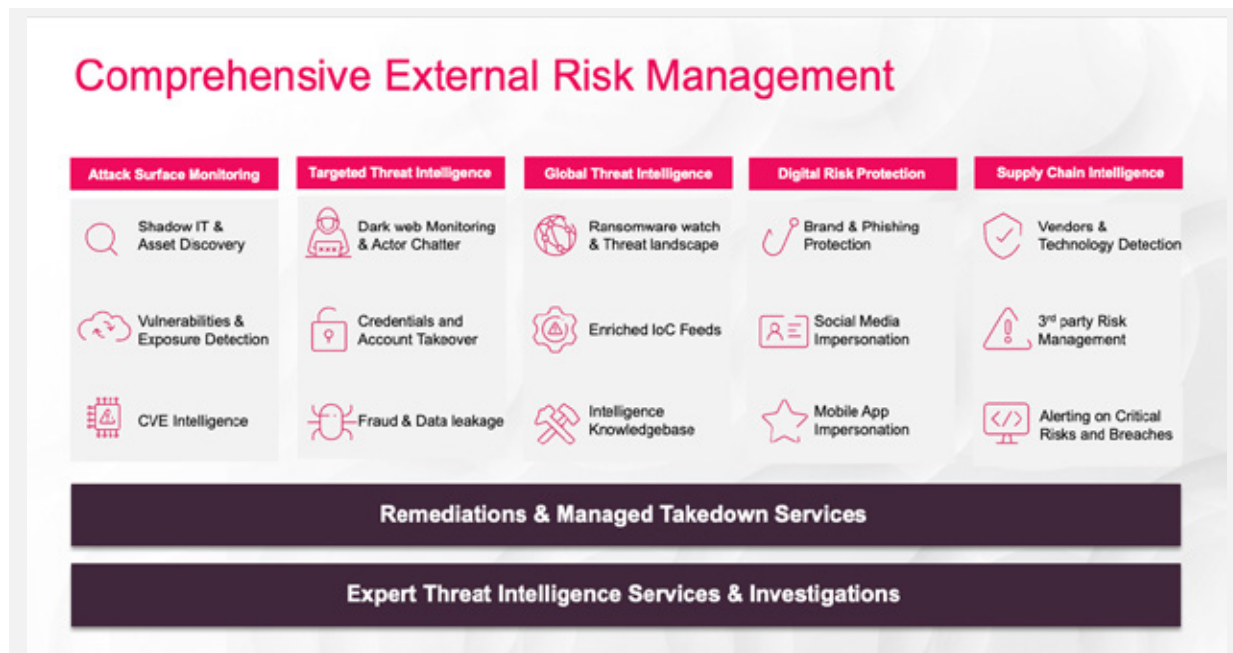 Comprehensive External Risk Management
Attack Surface Monitoring
Shadow IT &
Asset Discovery
Vulnerabilities &
Exposure Detection
CVE Intelligence
Targeted Threat Intelligence
Dark web Monitoring
& Actor Chatter
Credentials and
Account Takeover
Fraud & Data leakage
Global Threat Intelligence
Ransomware watch
& Threat landscape
Enriched IoC Feeds
Intelligence
Knowledgebase
Digital Risk Protection
Brand & Phishing
Protection
Social Media
Impersonation
Mobile App
Impersonation
Supply Chain Intelligence
Vendors &
Technology Detection
3rd party Risk
Management
</>
Alerting on Critical
Risks and Breaches
Remediations & Managed Takedown Services
Expert Threat Intelligence Services & Investigations